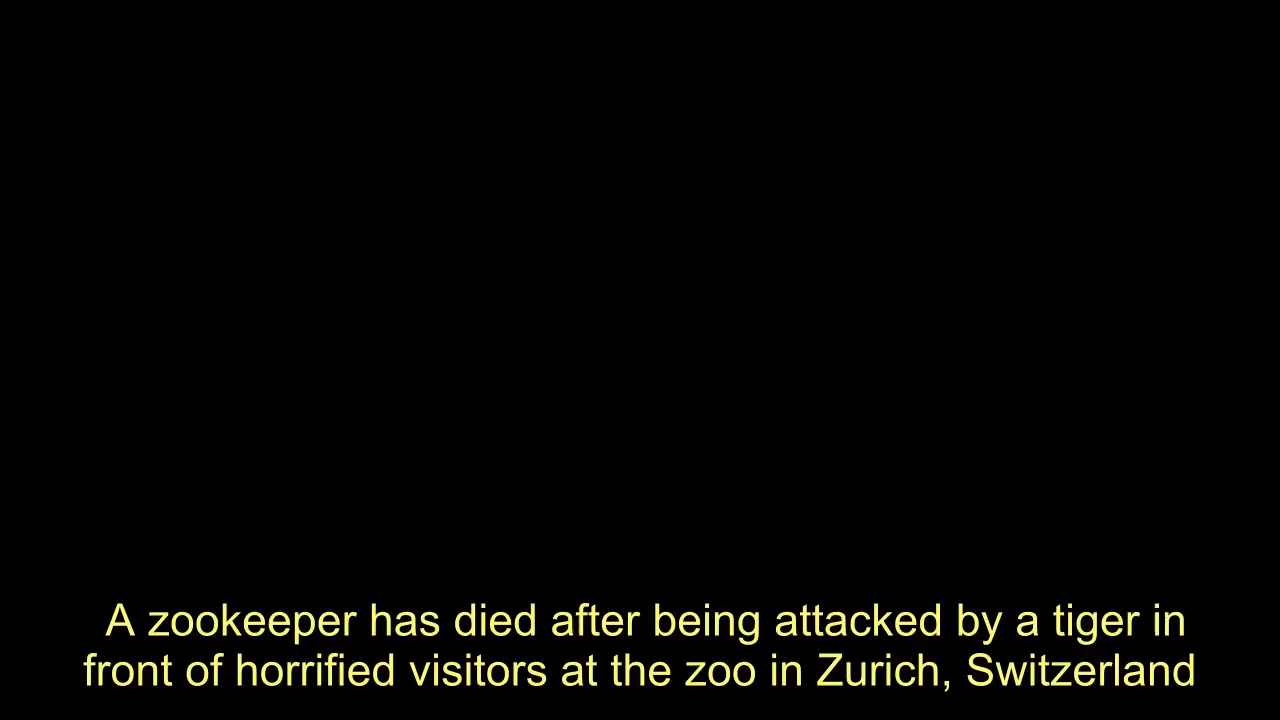 A zookeeper has died after being attacked by a tiger in
front of horrified visitors at the zoo in Zurich, Switzerland